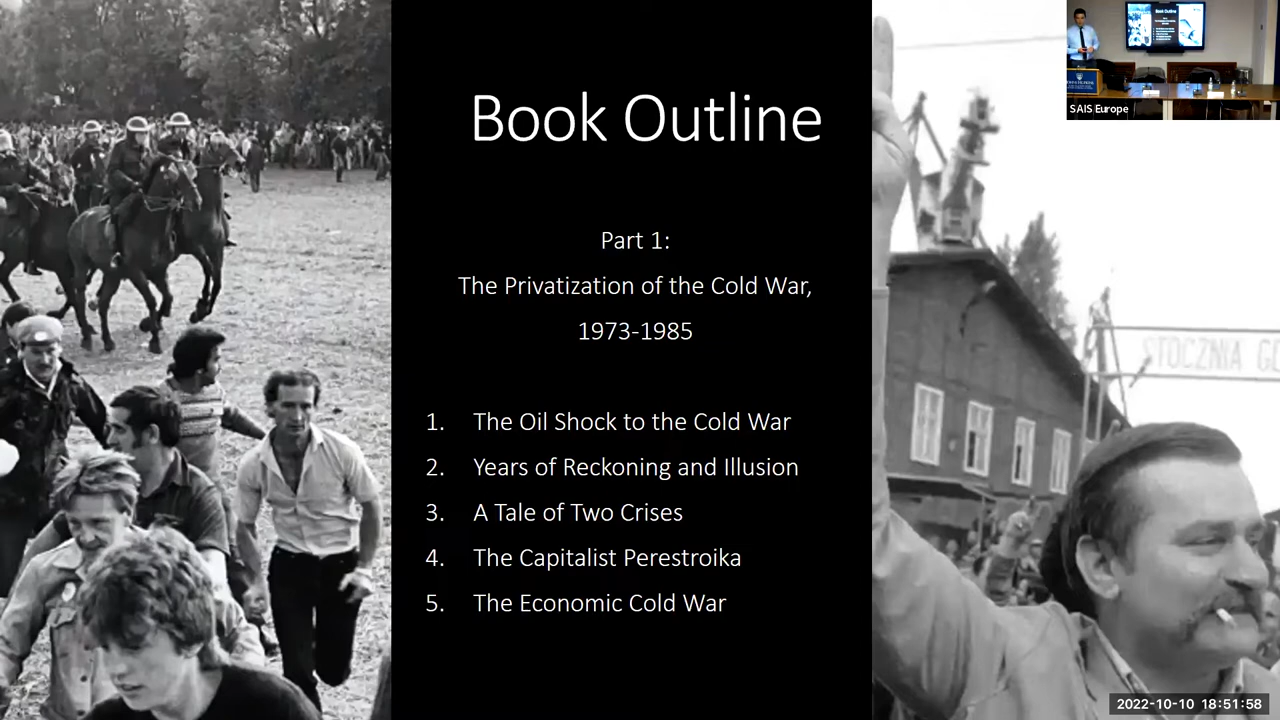 Book Outline
Part 1:
The Privatization of the Cold War,
1973-1985
1. The Oil Shock to the Cold War
2. Years of Reckoning and Illusion
3. A Tale of Two Crises
4. The Capitalist Perestroika
5. The Economic Cold War
STOCZNIA
Book Outline
SAIS Europe
2022-10-10 18:51:58